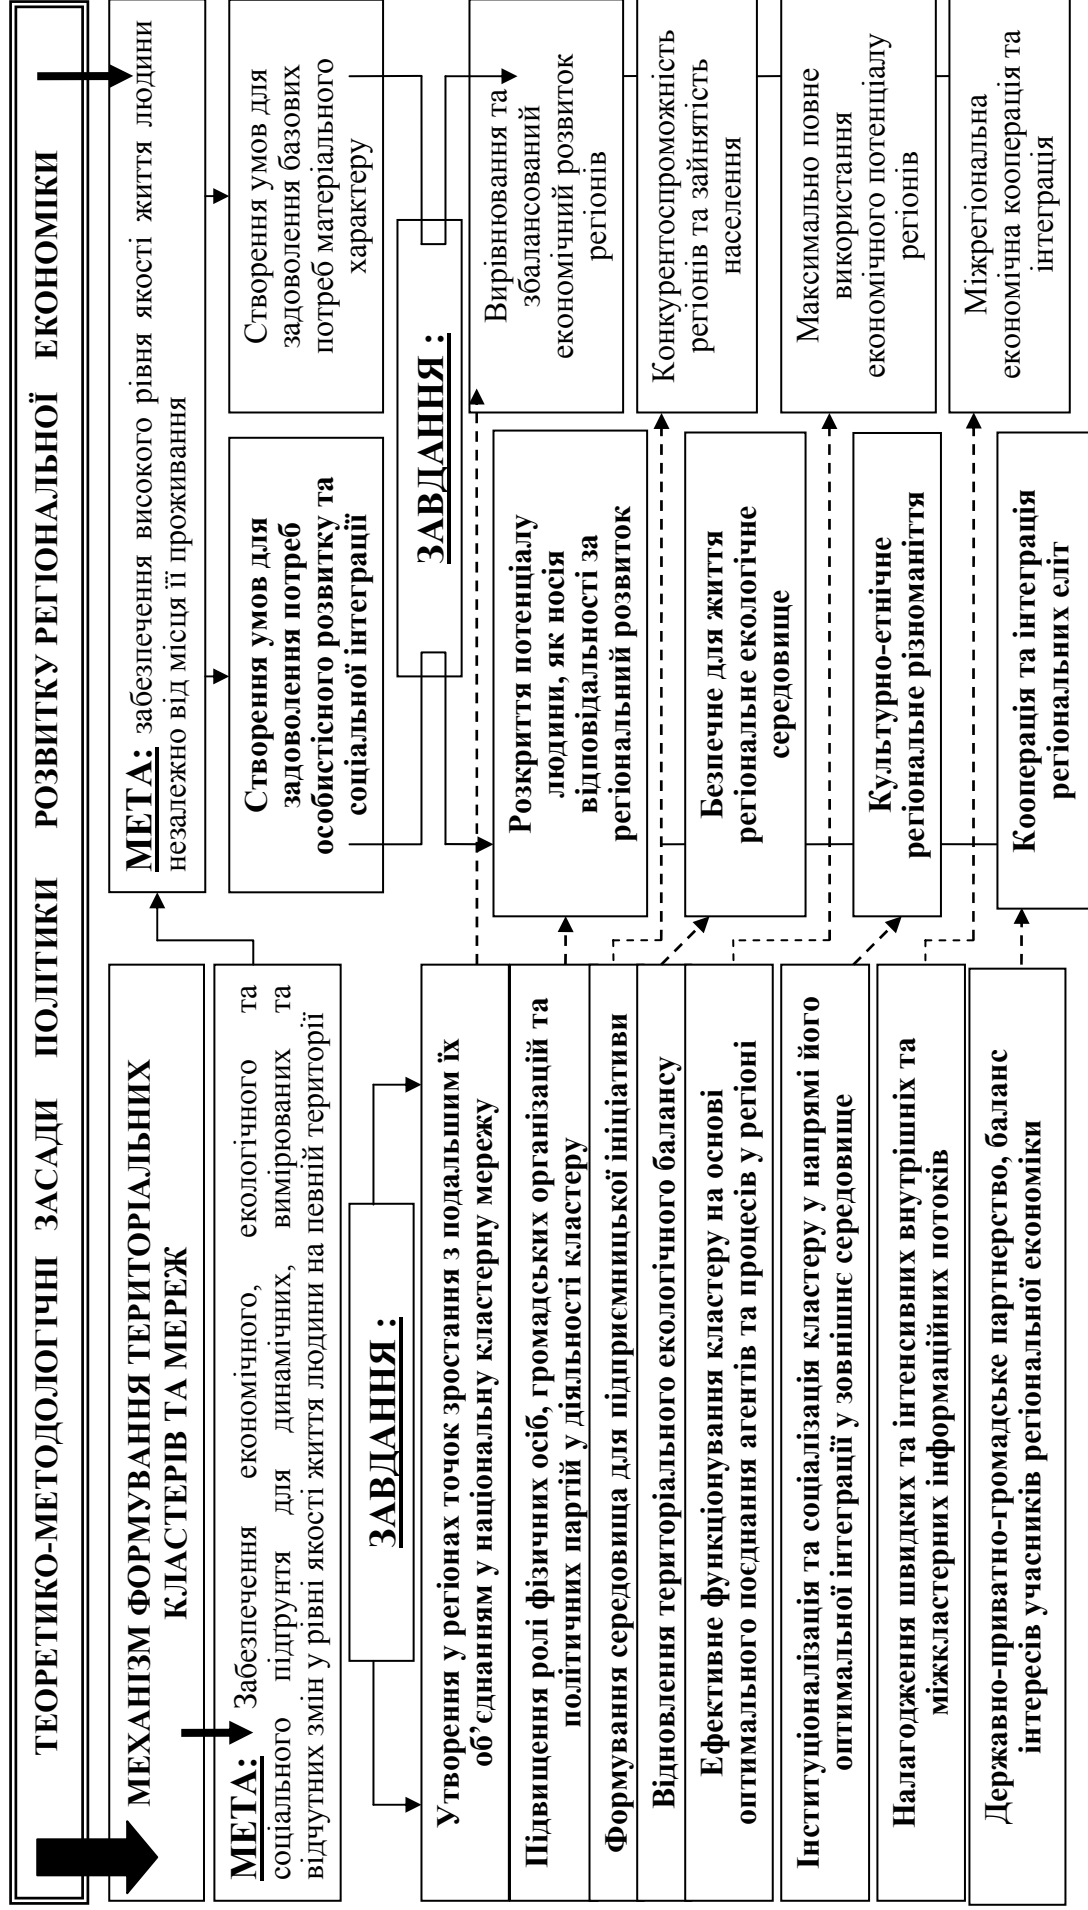 ТЕОРЕТИКО-МЕТОДОЛОГІЧНІ ЗАСАДИ ПОЛІТИКИ РОЗВИТКУ РЕГІОНАЛЬНОЇ ЕКОНОМІКИ
МЕХАНІЗМ ФОРМУВАННЯ ТЕРИТОРІАЛЬНИХ
КЛАСТЕРІВ ТА МЕРЕЖ
МЕТА: Забезпечення економічного, екологічного та
соціального підґрунтя для динамічних, вимірюваних та
відчутних змін у рівні якості життя людини на певній території
ЗАВДАННЯ :
Утворення у регіонах точок зростання з подальшим їх
об’єднанням у національну кластерну мережу
Підвищення ролі фізичних осіб, громадських організацій та
політичних партій у діяльності кластеру
Формування середовища для підприємницької ініціативи
Відновлення територіального екологічного балансу
Ефективне функціонування кластеру на основі
оптимального поєднання агентів та процесів у регіоні
Інституціоналізація та соціалізація кластеру у напрямі його
оптимальної інтеграції у зовнішнє середовище
Налагодження швидких та інтенсивних внутрішніх та
міжкластерних інформаційних потоків
Державно-приватно-громадське партнерство, баланс
інтересів учасників регіональної економіки
МЕТА: забезпечення високого рівня якості життя людини
незалежно від місця її проживання
Створення умов для
задоволення потреб
особистісного розвитку та
соціальної інтеграції
Створення умов для
задоволення базових
потреб матеріального
характеру
ЗАВДАННЯ :
Розкриття потенціалу
людини, як носія
відповідальності за
регіональний розвиток
Безпечне для життя
регіональне екологічне
середовище
Культурно-етнічне
регіональне різноманіття
Кооперація та інтеграція
регіональних еліт
Вирівнювання та
збалансований
економічний розвиток
регіонів
Конкурентоспроможність
регіонів та зайнятість
населення
Максимально повне
використання
економічного потенціалу
регіонів
Міжрегіональна
економічна кооперація та
інтеграція